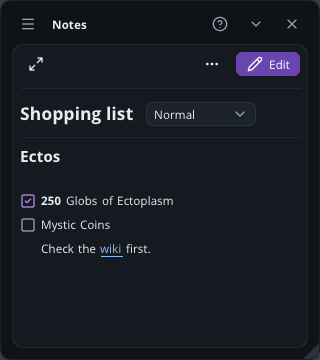 Notes
Edit
Shopping list
Normal
Ectos
250 Globs of Ectoplasm
Mystic Coins
Check the wiki first.